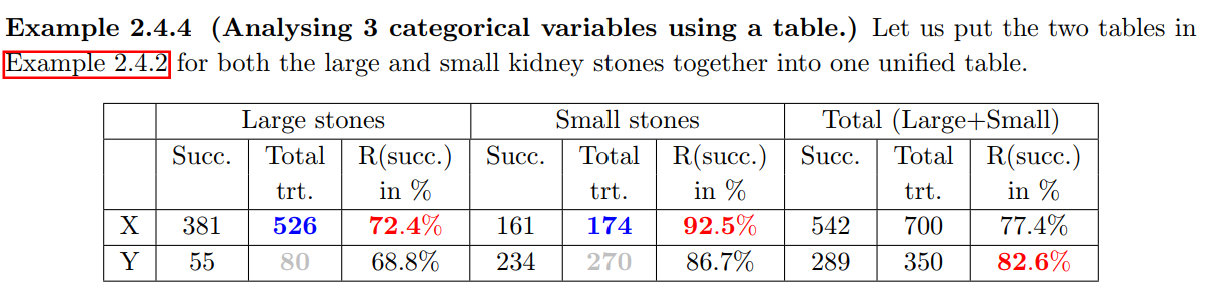 Example 2.4.4 (Analysing 3 categorical variables using a table.) Let us put the two tables in
Example 2.4.2 for both the large and small kidney stones together into one unified table.
Large stones Small stones Total (Large+Small)
Succ. Total R(succ.) Succ. Total R(succ.) Succ. Total R(succ.)
trt. in % trt. in % trt. in %
X 381 526 72.4% 161 174 92.5% 542 700 77.4%
Y 55 80 68.8% 234 270 86.7% 289 350 82.6%